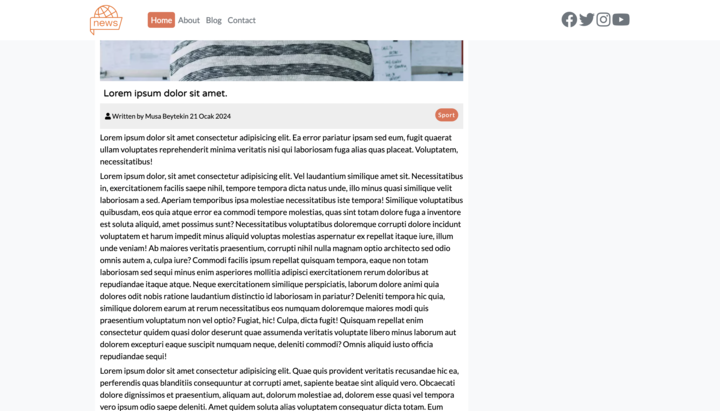 news
Home About Blog Contact
Lorem ipsum dolor sit amet.
Written by Musa Beytekin 21 Ocak 2024
Sport
Lorem ipsum dolor sit amet consectetur adipisicing elit. Ea error pariatur ipsam sed eum, fugit quaerat
ullam voluptates reprehenderit minima veritatis nisi qui laboriosam fuga alias quas placeat. Voluptatem,
necessitatibus!
Lorem ipsum dolor, sit amet consectetur adipisicing elit. Vel laudantium similique amet sit. Necessitatibus
in, exercitationem facilis saepe nihil, tempore tempora dicta natus unde, illo minus quasi similique velit
laboriosam a sed. Aperiam temporibus ipsa molestiae necessitatibus iste tempora! Similique voluptatibus
quibusdam, eos quia atque error ea commodi tempore molestias, quas sint totam dolore fuga a inventore
est soluta aliquid, amet possimus sunt? Necessitatibus voluptatibus doloremque corrupti dolore incidunt
voluptatem et harum impedit minus aliquid voluptas molestias aspernatur ex repellat itaque iure, illum
unde veniam! Ab maiores veritatis praesentium, corrupti nihil nulla magnam optio architecto sed odio
omnis autem a, culpa iure? Commodi facilis ipsum repellat quisquam tempora, eaque non totam
laboriosam sed sequi minus enim asperiores mollitia adipisci exercitationem rerum doloribus at
repudiandae itaque atque. Neque exercitationem similique perspiciatis, laborum dolore animi quia
dolores odit nobis ratione laudantium distinctio id laboriosam in pariatur? Deleniti tempora hic quia,
similique dolorem earum at rerum necessitatibus eos numquam doloremque maiores modi quis
praesentium voluptatum non vel optio? Fugiat, hic! Culpa, dicta fugit! Quisquam repellat enim
consectetur quidem quasi dolor deserunt quae assumenda veritatis voluptate libero minus laborum aut
dolorem excepturi eaque suscipit numquam neque, deleniti commodi? Omnis aliquid iusto officia
repudiandae sequi!
Lorem ipsum dolor sit amet consectetur adipisicing elit. Quae quis provident veritatis recusandae hic ea,
perferendis quas blanditiis consequuntur at corrupti amet, sapiente beatae sint aliquid vero. Obcaecati
dolore dignissimos et praesentium, aliquam aut, dolorum molestiae ad, dolorem esse quasi vel tempora
vero ipsum odio saepe deleniti. Amet quidem soluta alias voluptatem consequatur dicta totam. Eum